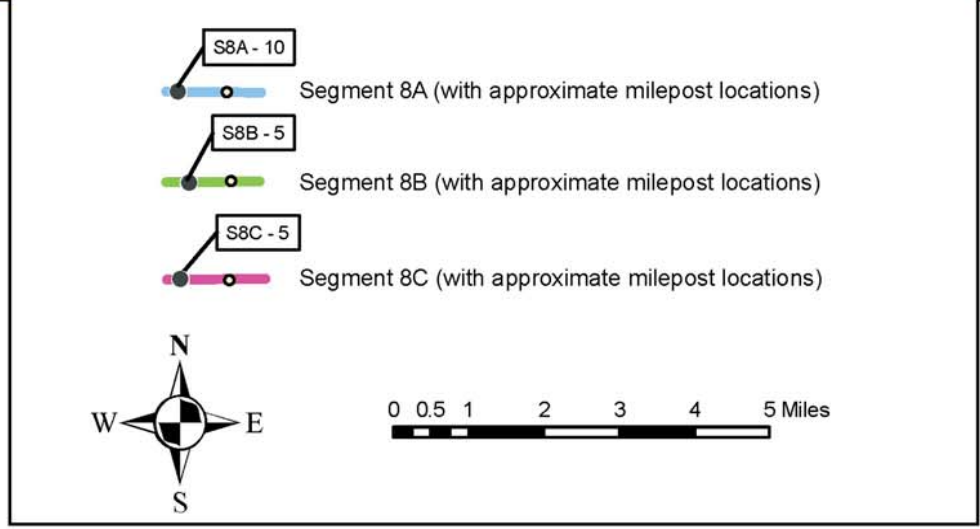 S8A - 10
Segment 8A (with approximate milepost locations)
S8B - 5
Segment 8B (with approximate milepost locations)
S8C - 5
Segment 8C (with approximate milepost locations)
N
W E
S
0 0.5 1 2 3 4 5 Miles